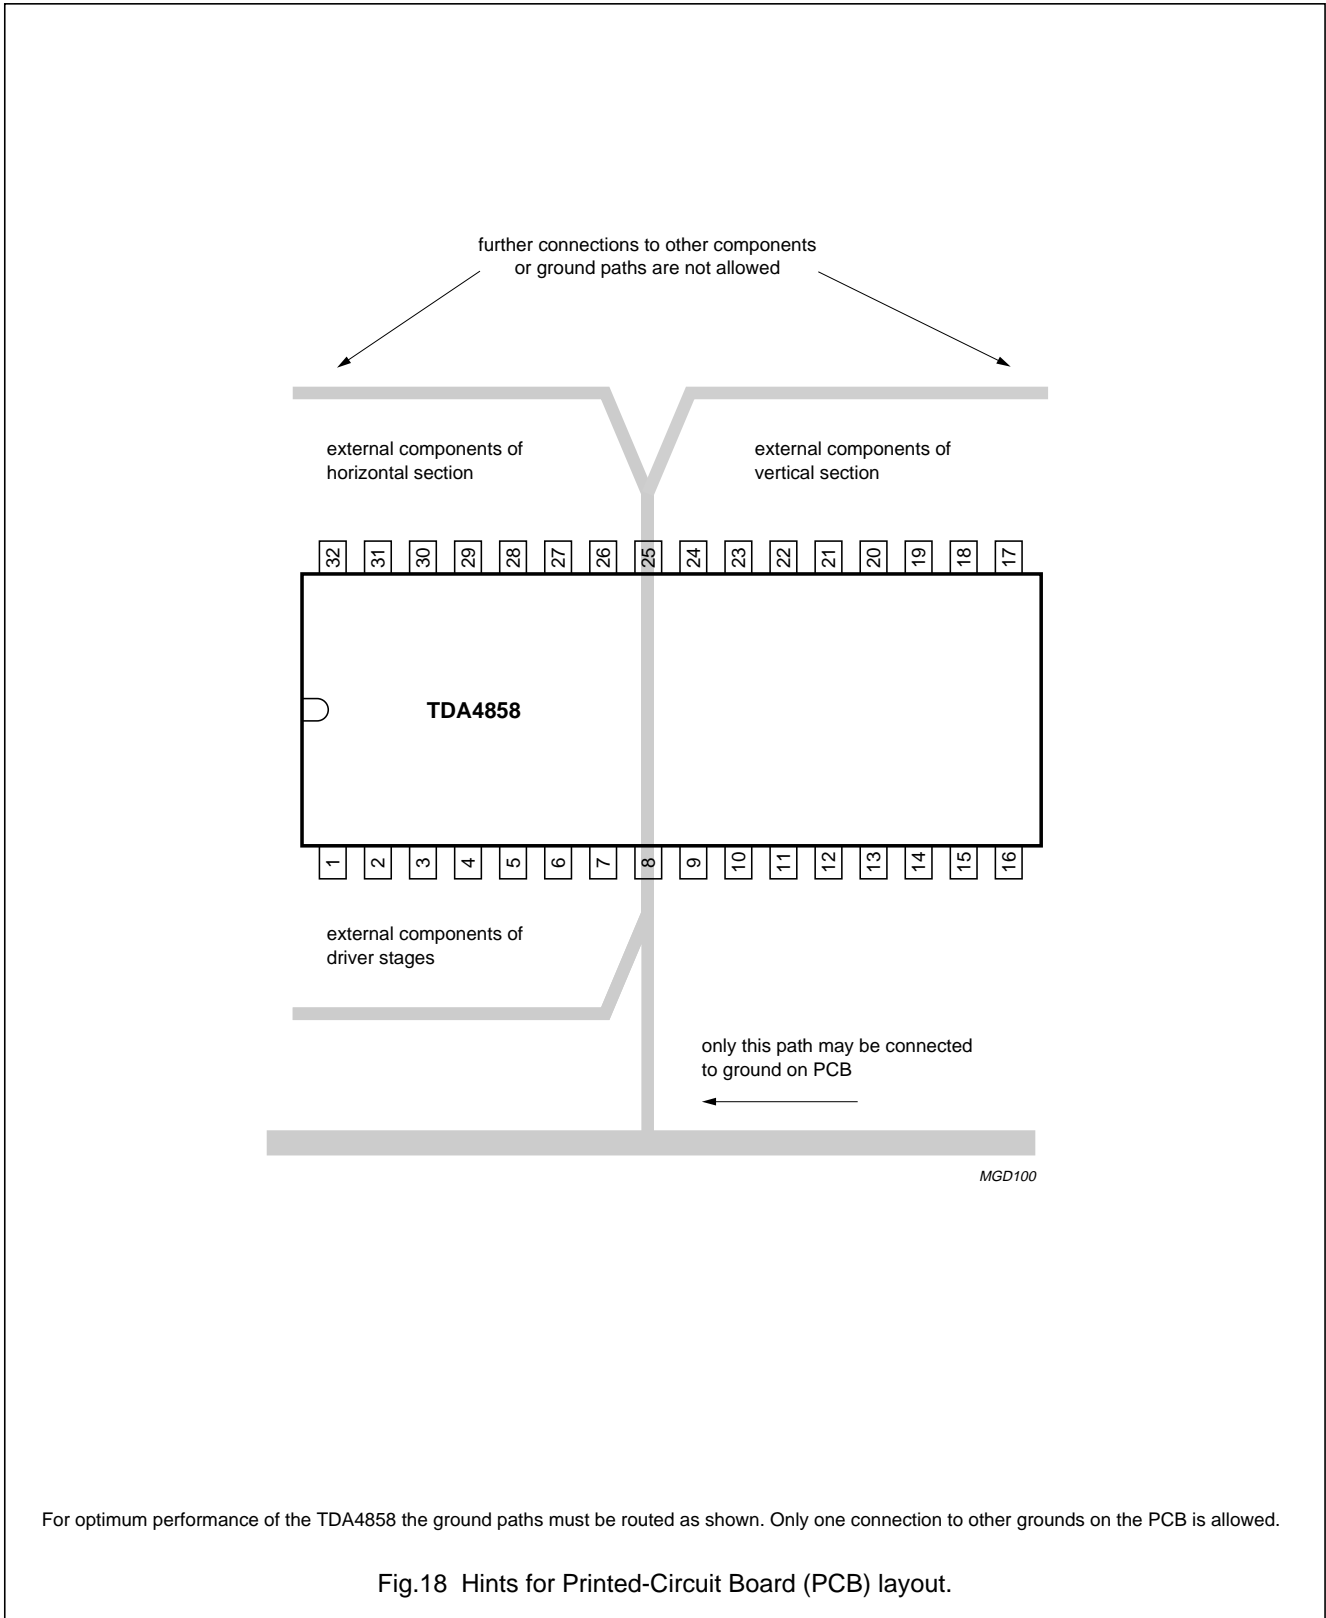 further connections to other components
or ground paths are not allowed
external components of
horizontal section
external components of
vertical section
32 31 30 29 28 27 26 25 24 23 22 21 20 19 18 17
TDA4858
1 2 3 4 5 6 7 8 9 10 11 12 13 14 15 16
external components of
driver stages
only this path may be connected
to ground on PCB
MGD100
For optimum performance of the TDA4858 the ground paths must be routed as shown. Only one connection to other grounds on the PCB is allowed.
Fig.18 Hints for Printed-Circuit Board (PCB) layout.